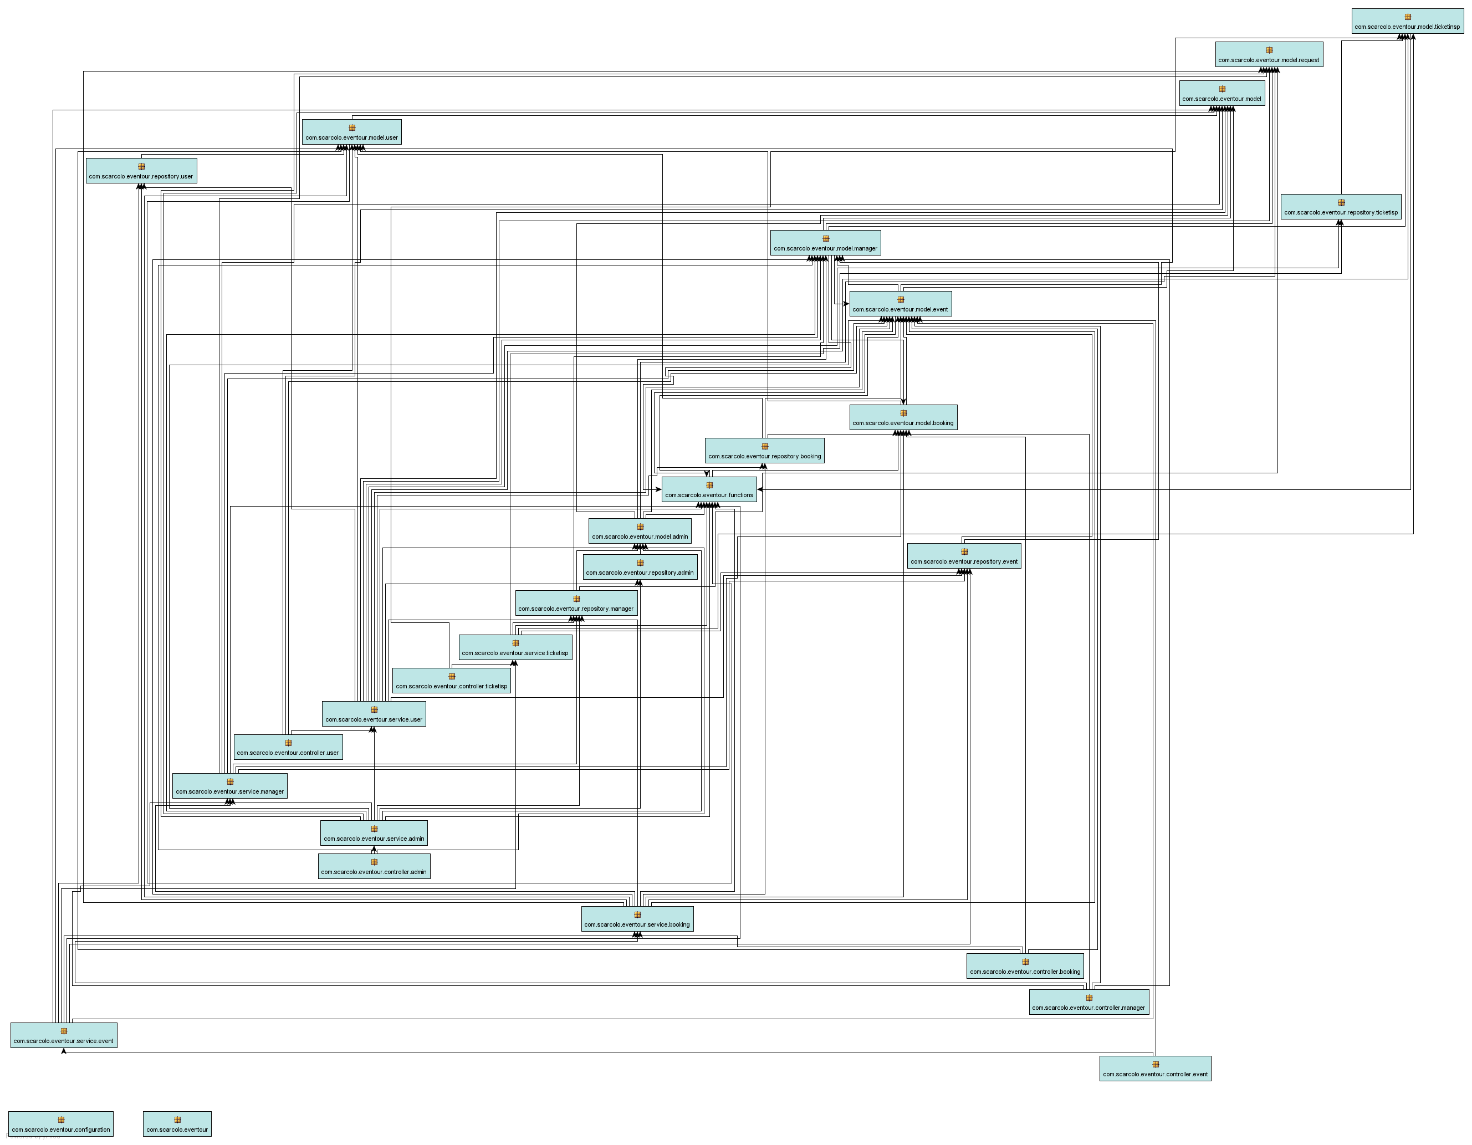 com.scarcolo.eventour.model.ticketinsp
com.scarcolo.eventour.model.request
com.scarcolo.eventour.model
com.scarcolo.eventour.model.user
com.scarcolo.eventour.repository.user
com.scarcolo.eventour.repository.ticketisp
com.scarcolo.eventour.model.manager
com.scarcolo.eventour.model.event
com.scarcolo.eventour.model.booking
com.scarcolo.eventour.repository.booking
com.scarcolo.eventour.functions
com.scarcolo.eventour.model.admin
com.scarcolo.eventour.repository.event
com.scarcolo.eventour.repository.admin
com.scarcolo.eventour.repository.manager
com.scarcolo.eventour.service.ticketisp
com.scarcolo.eventour.controller.ticketisp
com.scarcolo.eventour.service.user
com.scarcolo.eventour.controller.user
com.scarcolo.eventour.service.manager
com.scarcolo.eventour.service.admin
com.scarcolo.eventour.controller.admin
com.scarcolo.eventour.service.booking
com.scarcolo.eventour.controller.booking
com.scarcolo.eventour.controller.manager
com.scarcolo.eventour.service.event
com.scarcolo.eventour.controller.event
com.scarcolo.eventour.configuration
com.scarcolo.eventour